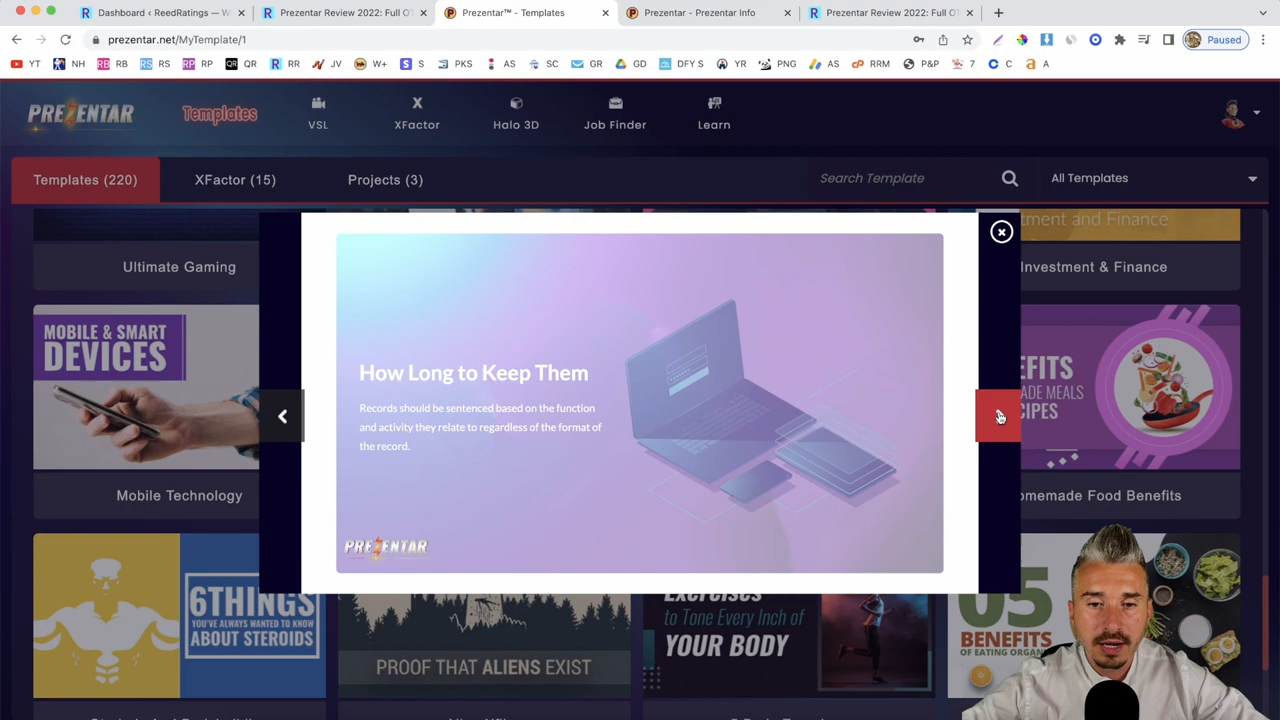 Dashboard ‹ ReedRatings — W
Prezentar Review 2022: Full OT
Prezentar™ - Templates
Prezentar - Prezentar Info
Prezentar Review 2022: Full OT
prezentar.net/MyTemplate/1
Paused
YT
NH
RB
RS
RP
QR
RR
JV
W+
S
PKS
AS
SC
GR
GD
DFY S
YR
PNG
AS
RRM
P&P
7
C
A
PREZENTAR
Templates
VSL
XFactor
Halo 3D
Job Finder
Learn
Templates (220)
XFactor (15)
Projects (3)
Search Template
All Templates
tment and Finance
Ultimate Gaming
Investment & Finance
How Long to Keep Them
Records should be sentenced based on the function
and activity they relate to regardless of the format of
the record.
PREZENTAR
MOBILE & SMART
DEVICES
EFITS
ADE MEALS
CIPES
Mobile Technology
omemade Food Benefits
6THINGS
YOU'VE ALWAYS WANTED TO KNOW
ABOUT STEROIDS
PROOF THAT ALIENS EXIST
Exercises
to Tone Every Inch of
YOUR BODY
05
BENEFITS
OF EATING ORGAN